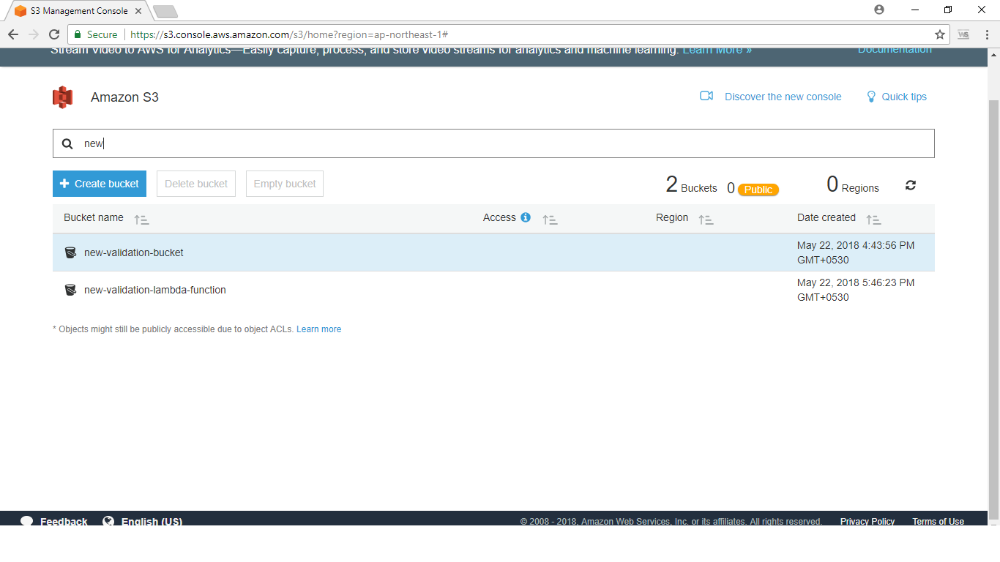 S3 Management Console
Secure https://s3.console.aws.amazon.com/s3/home?region=ap-northeast-1#
Stream Video to AWS for Analytics—Easily capture, process, and store video streams for analytics and machine learning. Learn More » Documentation
Amazon S3 Discover the new console Quick tips
new
+ Create bucket Delete bucket Empty bucket 2 Buckets 0 Public 0 Regions
Bucket name Access Region Date created
new-validation-bucket May 22, 2018 4:43:56 PM
GMT+0530
new-validation-lambda-function May 22, 2018 5:46:23 PM
GMT+0530
* Objects might still be publicly accessible due to object ACLs. Learn more
Feedback English (US) © 2008 - 2018, Amazon Web Services, Inc. or its affiliates. All rights reserved. Privacy Policy Terms of Use